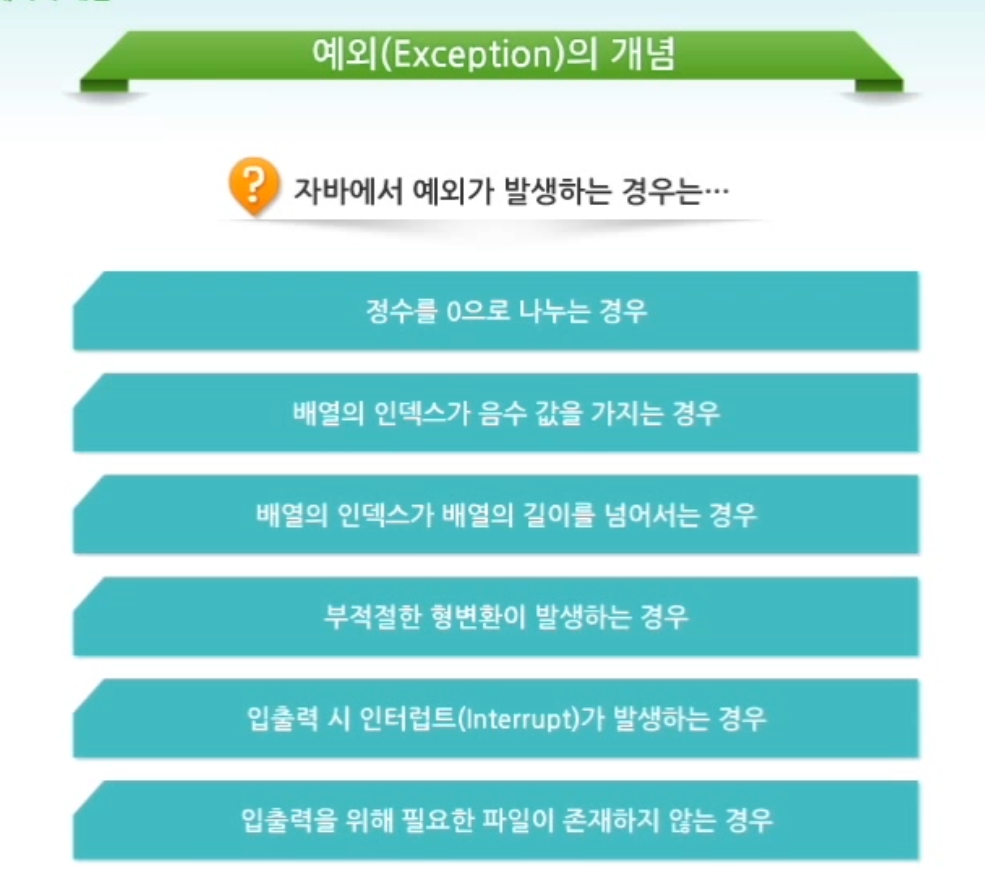 예외(Exception)의 개념
?
자바에서 예외가 발생하는 경우는…
정수를 0으로 나누는 경우
배열의 인덱스가 음수 값을 가지는 경우
배열의 인덱스가 배열의 길이를 넘어서는 경우
부적절한 형변환이 발생하는 경우
입출력 시 인터럽트(Interrupt)가 발생하는 경우
입출력을 위해 필요한 파일이 존재하지 않는 경우